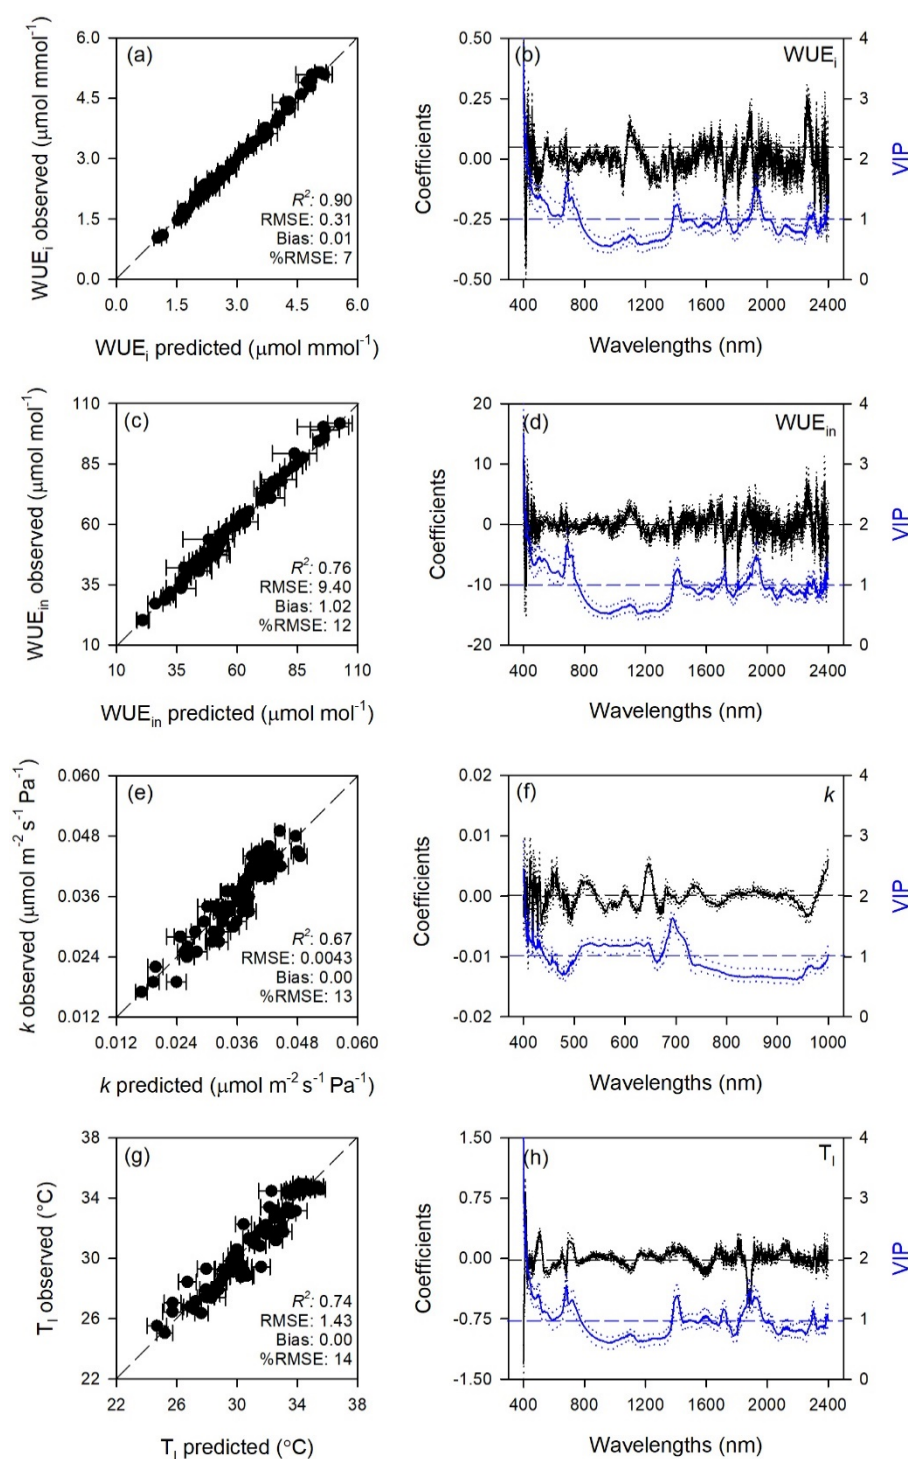 (a)
WUEᵢ observed (μmol mmol⁻¹)
6.0
4.5
3.0
1.5
0.0
R²: 0.90
RMSE: 0.31
Bias: 0.01
%RMSE: 7
0.0 1.5 3.0 4.5 6.0
WUEᵢ predicted (μmol mmol⁻¹)
(b)
WUEᵢ
Coefficients
0.50
0.25
0.00
-0.25
-0.50
4
3
2
1
0
VIP
400 800 1200 1600 2000 2400
Wavelengths (nm)
(c)
WUEᵢₙ observed (μmol mol⁻¹)
110
85
60
35
10
R²: 0.76
RMSE: 9.40
Bias: 1.02
%RMSE: 12
10 35 60 85 110
WUEᵢₙ predicted (μmol mol⁻¹)
(d)
WUEᵢₙ
Coefficients
20
10
0
-10
-20
4
3
2
1
0
VIP
400 800 1200 1600 2000 2400
Wavelengths (nm)
(e)
k observed (μmol m⁻² s⁻¹ Pa⁻¹)
0.060
0.048
0.036
0.024
0.012
R²: 0.67
RMSE: 0.0043
Bias: 0.00
%RMSE: 13
0.012 0.024 0.036 0.048 0.060
k predicted (μmol m⁻² s⁻¹ Pa⁻¹)
(f)
k
Coefficients
0.02
0.01
0.00
-0.01
-0.02
4
3
2
1
0
VIP
400 500 600 700 800 900 1000
Wavelengths (nm)
(g)
Tₗ observed (°C)
38
34
30
26
22
R²: 0.74
RMSE: 1.43
Bias: 0.00
%RMSE: 14
22 26 30 34 38
Tₗ predicted (°C)
(h)
Tₗ
Coefficients
1.50
0.75
0.00
-0.75
-1.50
4
3
2
1
0
VIP
400 800 1200 1600 2000 2400
Wavelengths (nm)